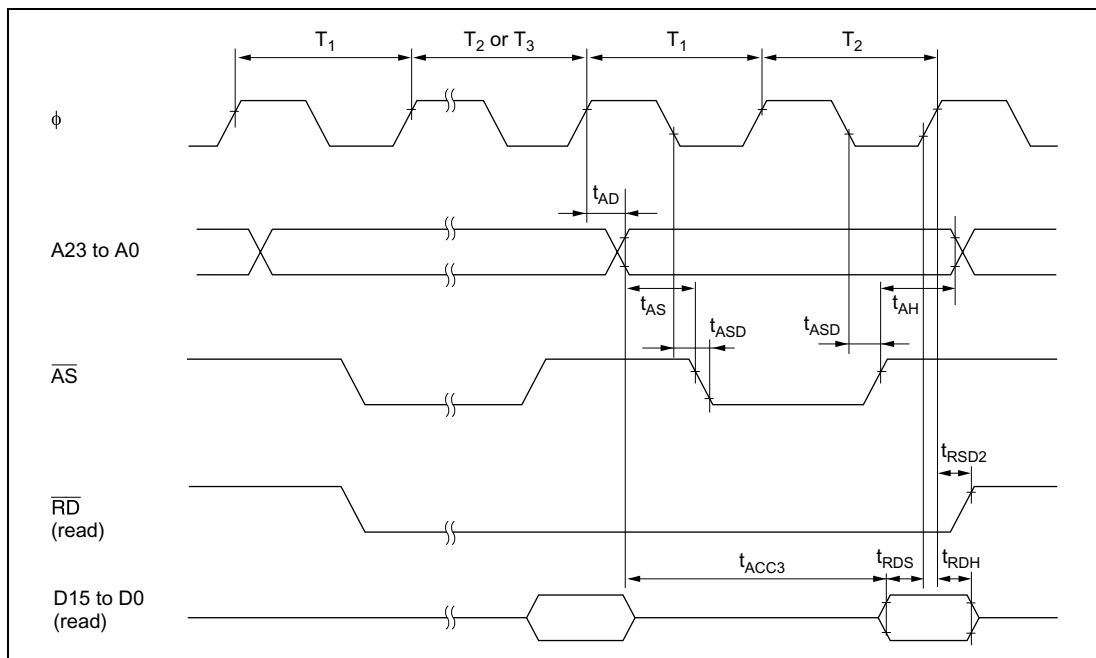 T1 T2 or T3 T1 T2
ϕ
tAD
A23 to A0
tAS tAH
tASD tASD
AS
tRSD2
RD
(read)
tACC3 tRDS tRDH
D15 to D0
(read)